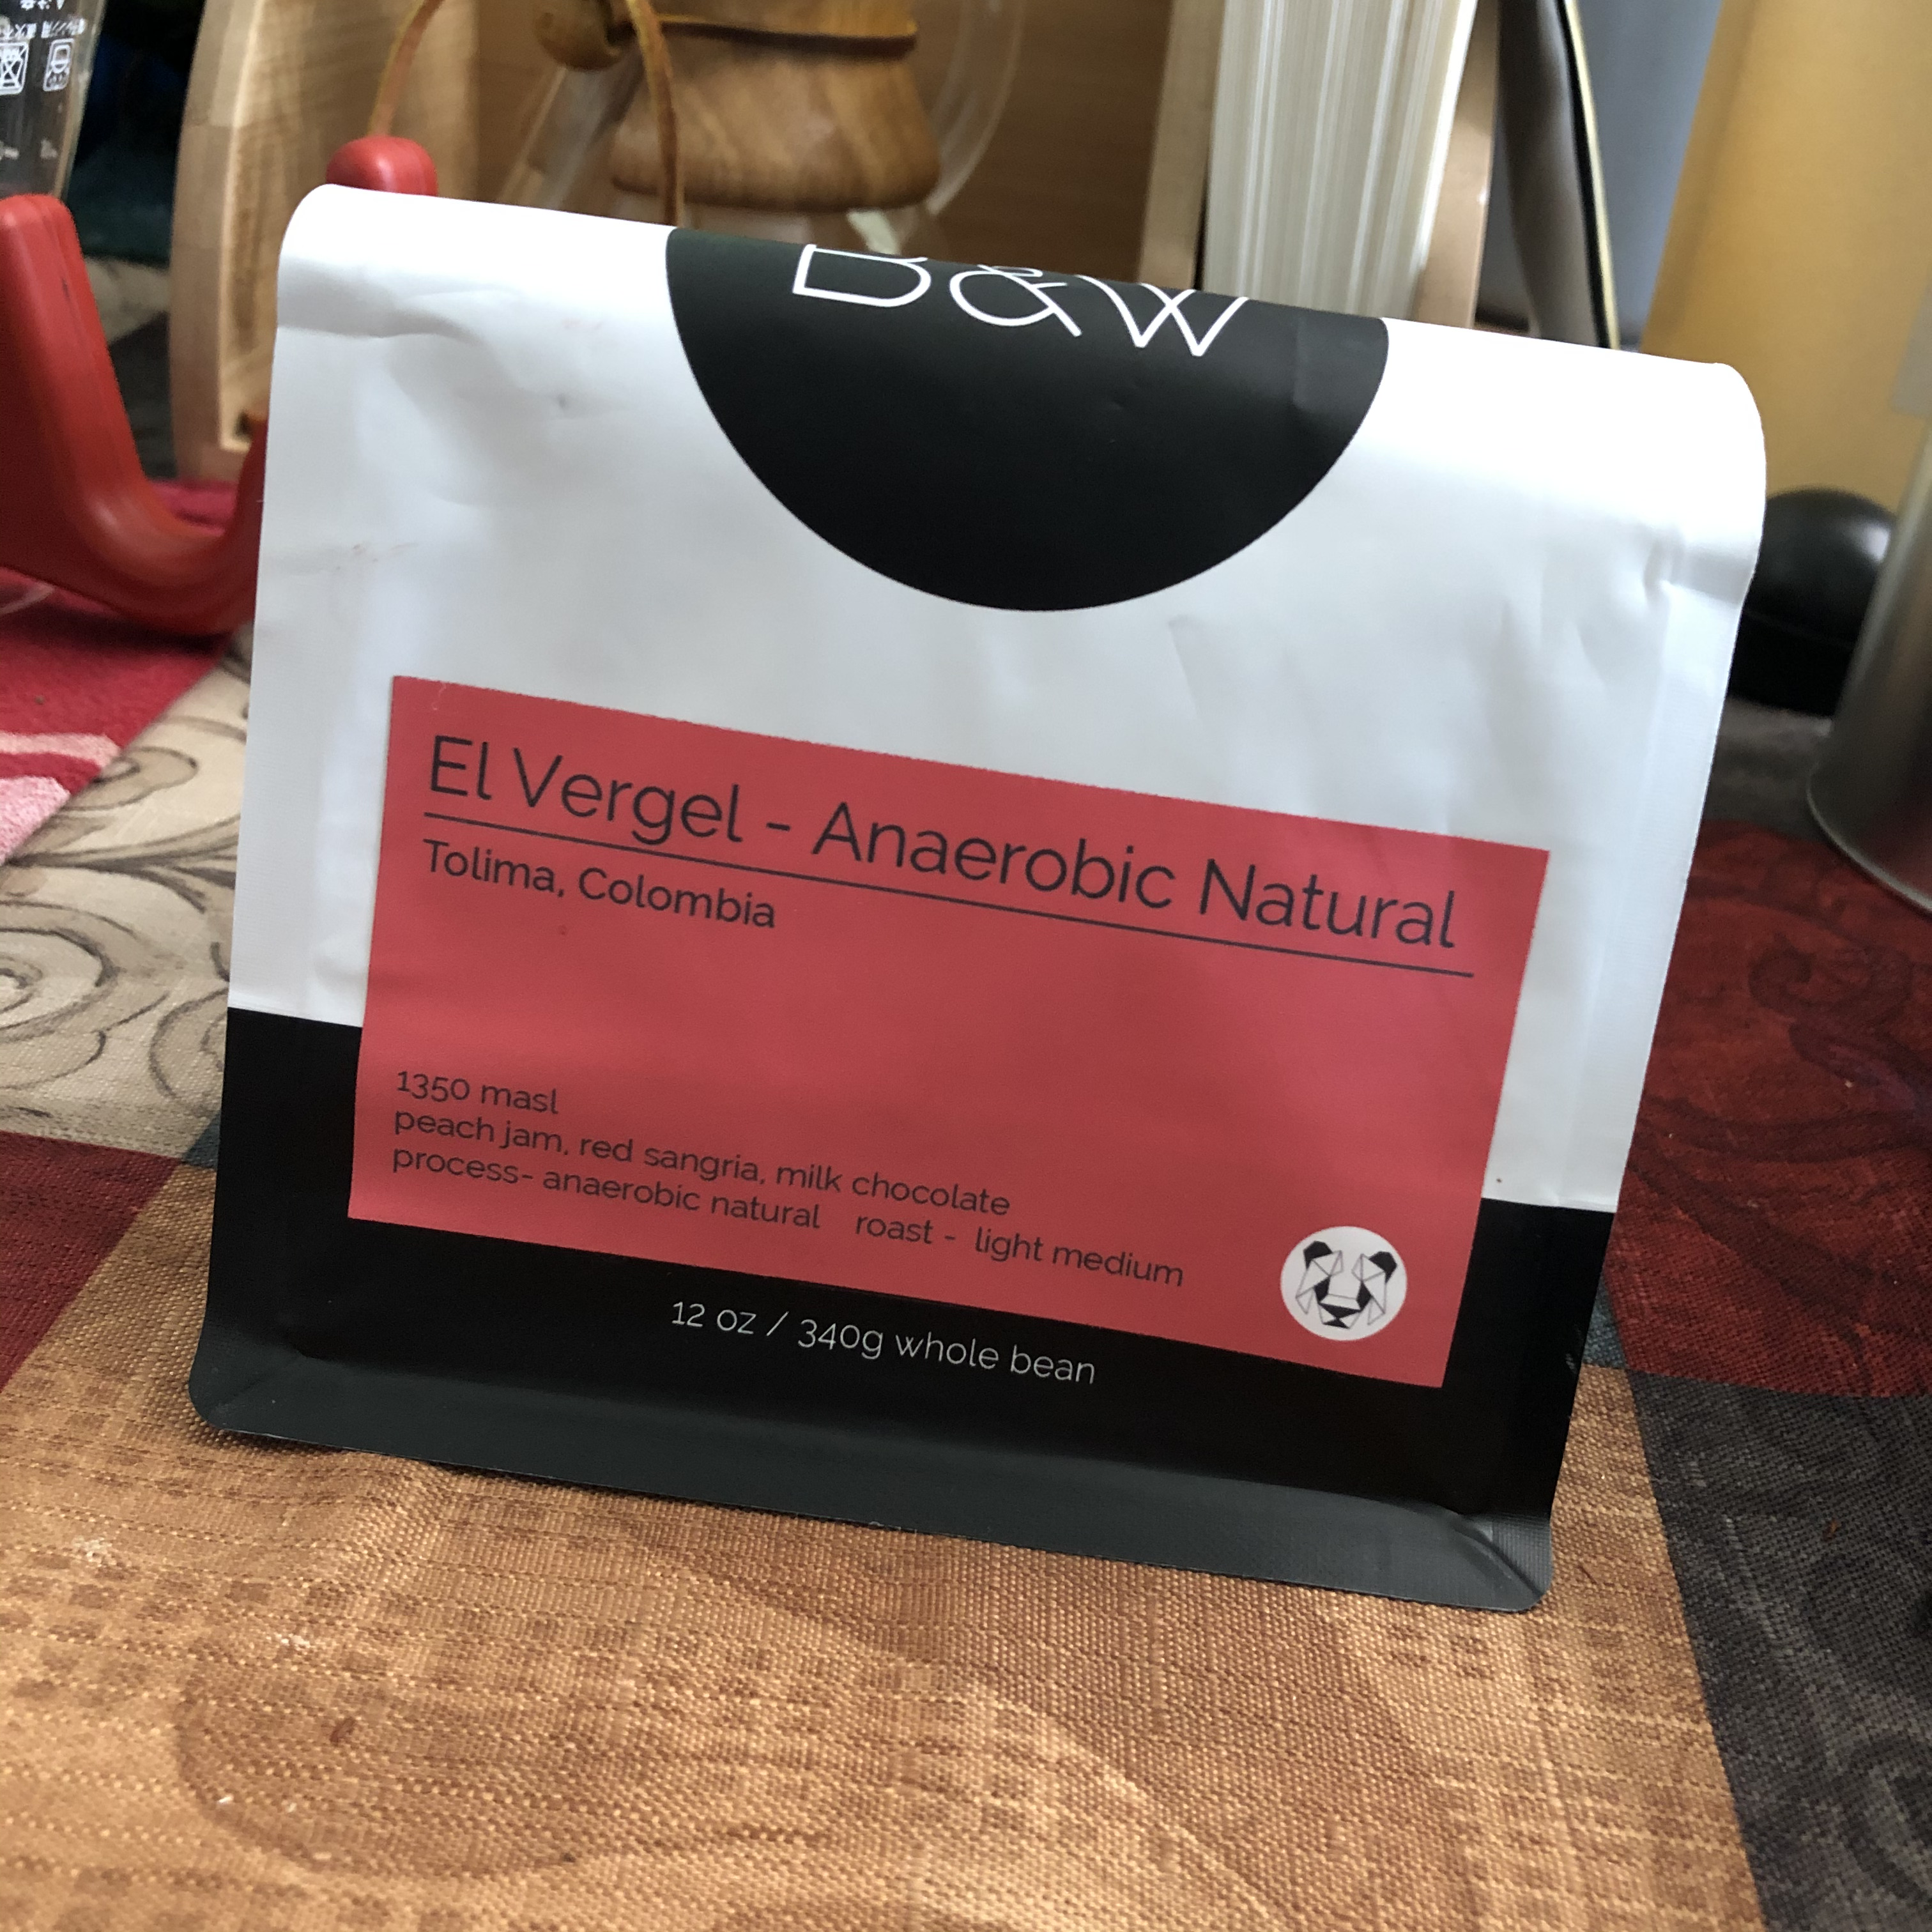 B&W
El Vergel - Anaerobic Natural
Tolima, Colombia
1350 masl
peach jam, red sangria, milk chocolate
process- anaerobic natural roast - light medium
12 oz / 340g whole bean